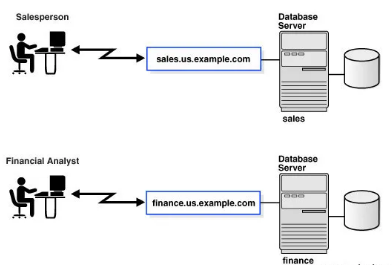 Salesperson
Database
Server
sales.us.example.com
sales
Financial Analyst
Database
Server
finance.us.example.com
finance